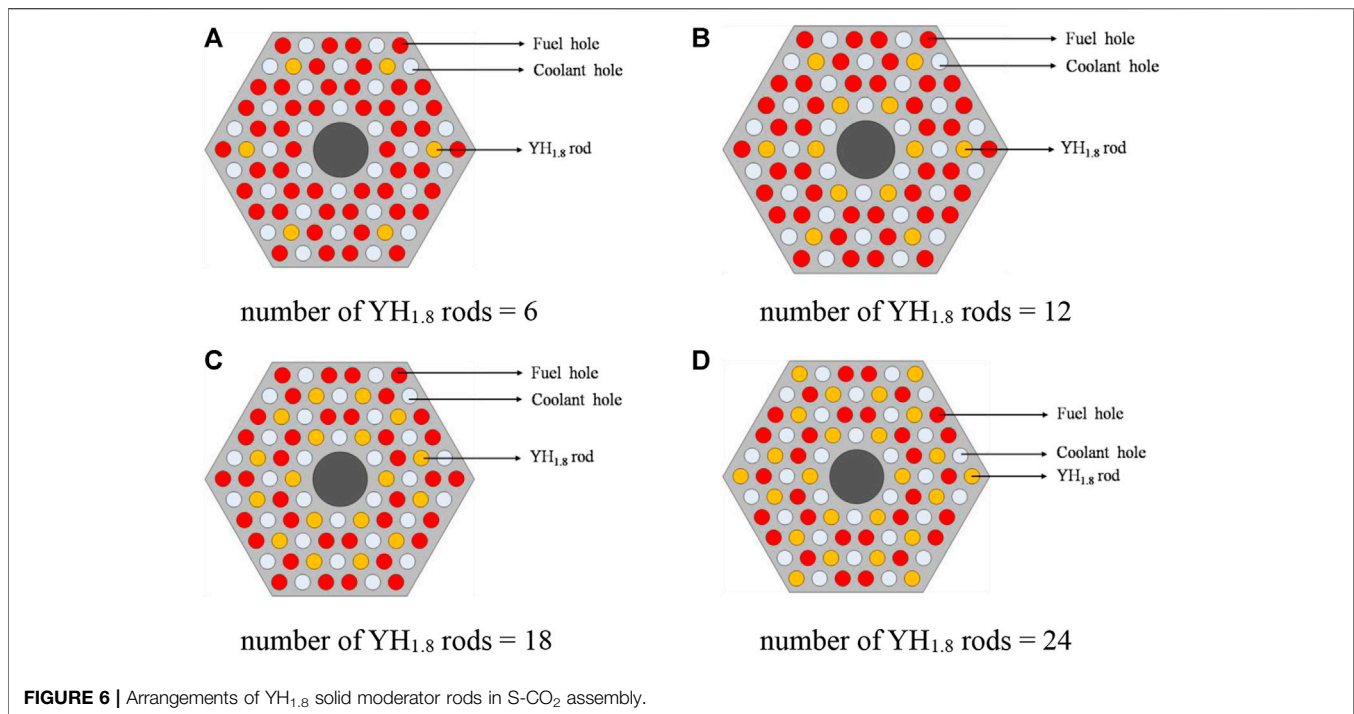 A
Fuel hole
Coolant hole
YH1.8 rod
number of YH1.8 rods = 6
B
Fuel hole
Coolant hole
YH1.8 rod
number of YH1.8 rods = 12
C
Fuel hole
Coolant hole
YH1.8 rod
number of YH1.8 rods = 18
D
Fuel hole
Coolant hole
YH1.8 rod
number of YH1.8 rods = 24
FIGURE 6 | Arrangements of YH1.8 solid moderator rods in S-CO2 assembly.